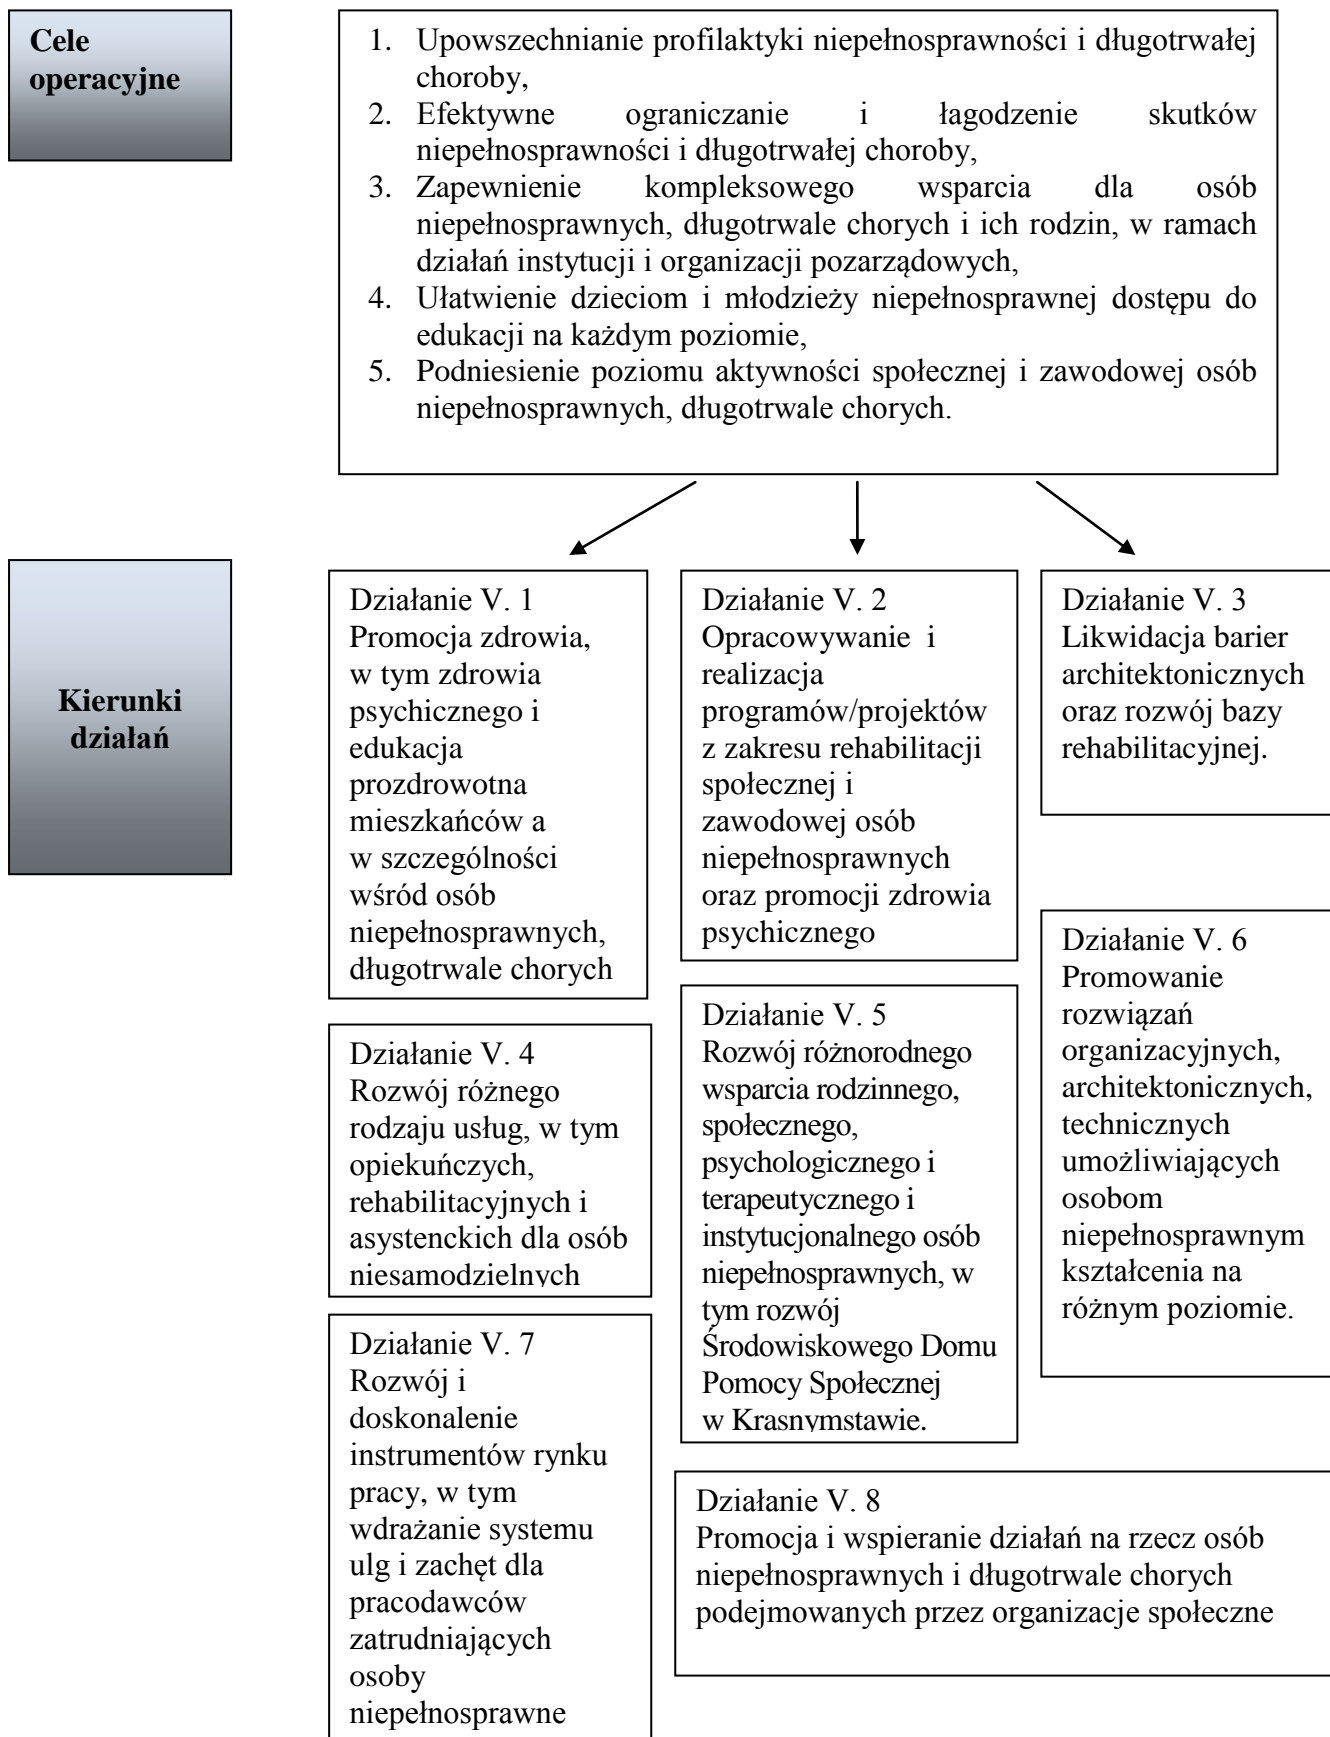 Cele
operacyjne
1. Upowszechnianie profilaktyki niepełnosprawności i długotrwałej
choroby,
2. Efektywne ograniczanie i łagodzenie skutków
niepełnosprawności i długotrwałej choroby,
3. Zapewnienie kompleksowego wsparcia dla osób
niepełnosprawnych, długotrwale chorych i ich rodzin, w ramach
działań instytucji i organizacji pozarządowych,
4. Ułatwienie dzieciom i młodzieży niepełnosprawnej dostępu do
edukacji na każdym poziomie,
5. Podniesienie poziomu aktywności społecznej i zawodowej osób
niepełnosprawnych, długotrwale chorych.
Kierunki
działań
Działanie V. 1
Promocja zdrowia,
w tym zdrowia
psychicznego i
edukacja
prozdrowotna
mieszkańców a
w szczególności
wśród osób
niepełnosprawnych,
długotrwale chorych
Działanie V. 2
Opracowywanie i
realizacja
programów/projektów
z zakresu rehabilitacji
społecznej i
zawodowej osób
niepełnosprawnych
oraz promocji zdrowia
psychicznego
Działanie V. 3
Likwidacja barier
architektonicznych
oraz rozwój bazy
rehabilitacyjnej.
Działanie V. 4
Rozwój różnego
rodzaju usług, w tym
opiekuńczych,
rehabilitacyjnych i
asystenckich dla osób
niesamodzielnych
Działanie V. 5
Rozwój różnorodnego
wsparcia rodzinnego,
społecznego,
psychologicznego i
terapeutycznego i
instytucjonalnego osób
niepełnosprawnych, w
tym rozwój
Środowiskowego Domu
Pomocy Społecznej
w Krasnymstawie.
Działanie V. 6
Promowanie
rozwiązań
organizacyjnych,
architektonicznych,
technicznych
umożliwiających
osobom
niepełnosprawnym
kształcenia na
różnym poziomie.
Działanie V. 7
Rozwój i
doskonalenie
instrumentów rynku
pracy, w tym
wdrażanie systemu
ulg i zachęt dla
pracodawców
zatrudniających
osoby
niepełnosprawne
Działanie V. 8
Promocja i wspieranie działań na rzecz osób
niepełnosprawnych i długotrwale chorych
podejmowanych przez organizacje społeczne